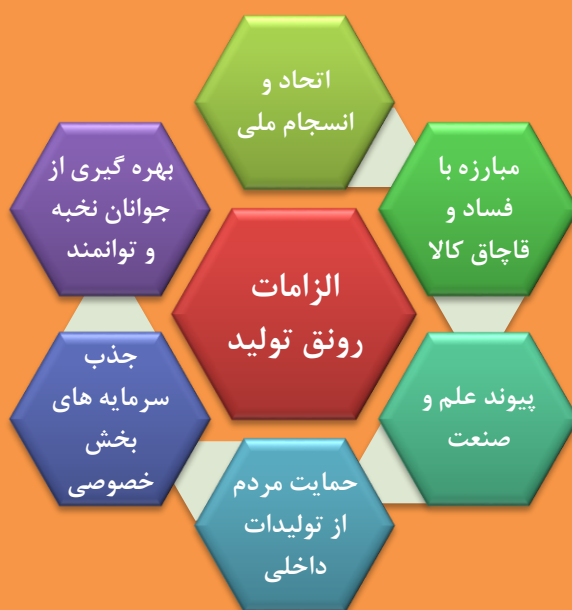 الزامات
رونق تولید
اتحاد و
انسجام ملی
مبارزه با
فساد و
قاچاق کالا
پیوند علم و
صنعت
حمایت مردم
از تولیدات
داخلی
جذب
سرمایه های
بخش
خصوصی
بهره گیری از
جوانان نخبه
و توانمند